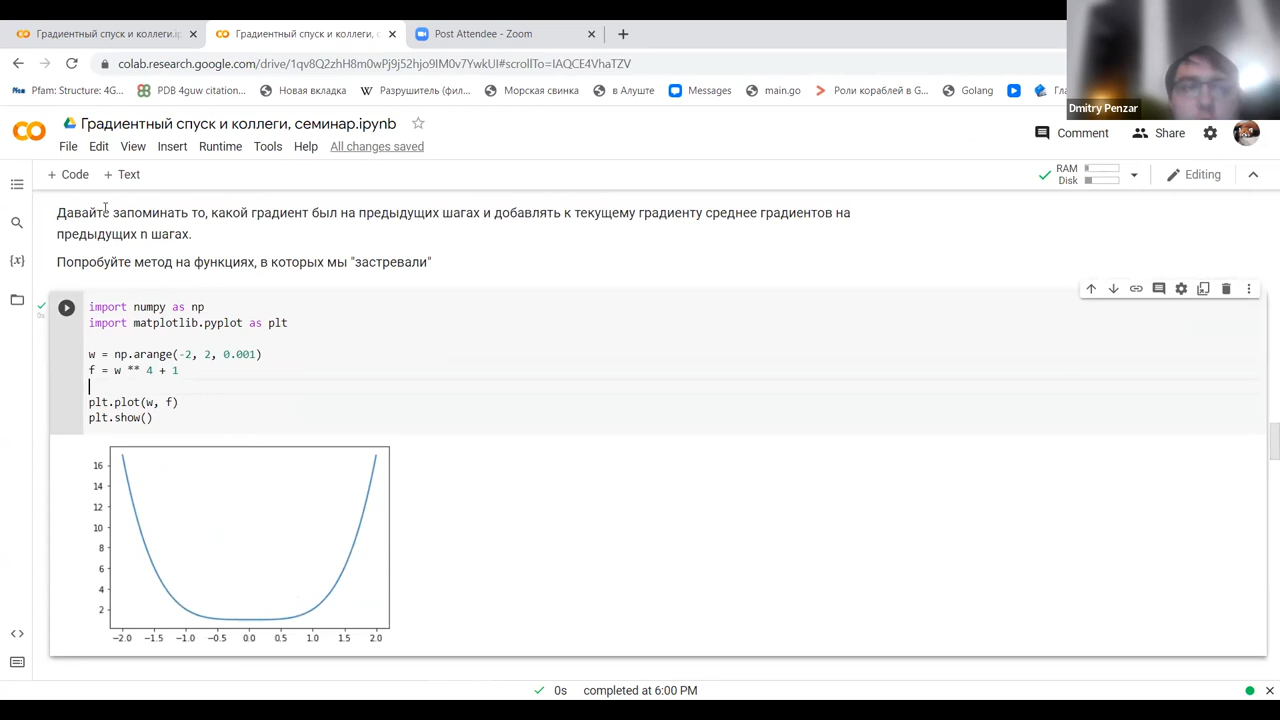 Градиентный спуск и коллеги.ip
Градиентный спуск и коллеги, с
Post Attendee - Zoom
colab.research.google.com/drive/1qv8Q2zhH8m0wPj9j52hjo9IM0v7YwkUI#scrollTo=IAQCE4VhaTZV
Pfam: Structure: 4G...
PDB 4guw citation...
Новая вкладка
Разрушитель (фил...
Морская свинка
в Алуште
Messages
main.go
Роли кораблей в G...
Golang
Dmitry Penzar
Градиентный спуск и коллеги, семинар.ipynb
Comment
Share
File Edit View Insert Runtime Tools Help All changes saved
+ Code + Text
RAM
Disk
Editing
Давайте запоминать то, какой градиент был на предыдущих шагах и добавлять к текущему градиенту среднее градиентов на
предыдущих n шагах.
Попробуйте метод на функциях, в которых мы "застревали"
import numpy as np
import matplotlib.pyplot as plt
w = np.arange(-2, 2, 0.001)
f = w ** 4 + 1
plt.plot(w, f)
plt.show()
16
14
12
10
8
6
4
2
−2.0 −1.5 −1.0 −0.5 0.0 0.5 1.0 1.5 2.0
0s completed at 6:00 PM